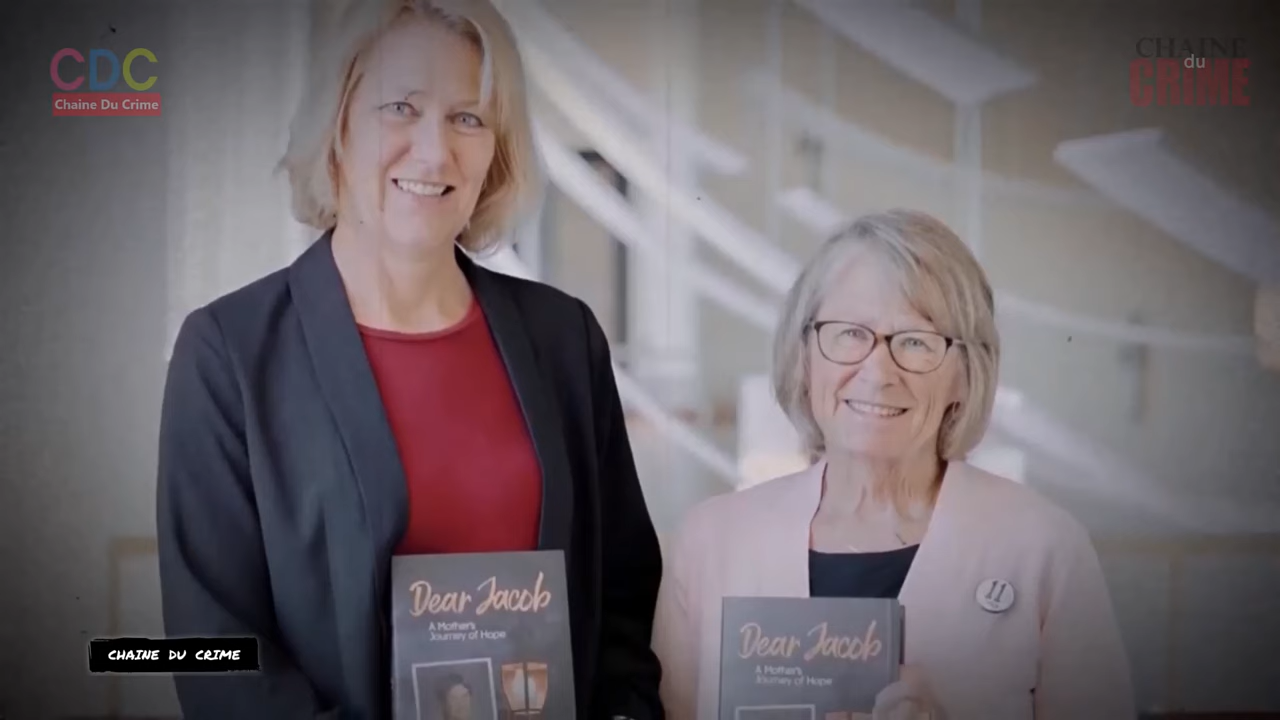 CDC
Chaine Du Crime
CHAINE
du
CRIME
Dear Jacob
A Mother's
Journey of Hope
Dear Jacob
A Mother's
Journey of Hope
11
CHAINE DU CRIME